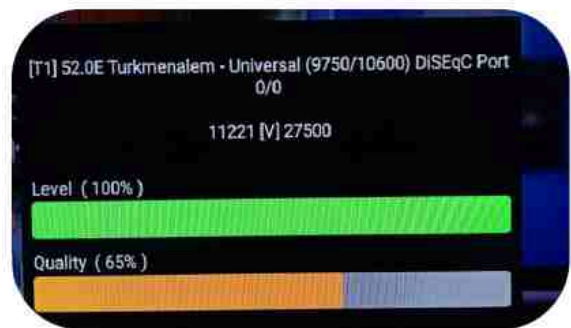 [T1] 52.0E Turkmenalem - Universal (9750/10600) DiSEqC Port
0/0
11221 [V] 27500
Level ( 100% )
Quality ( 65% )